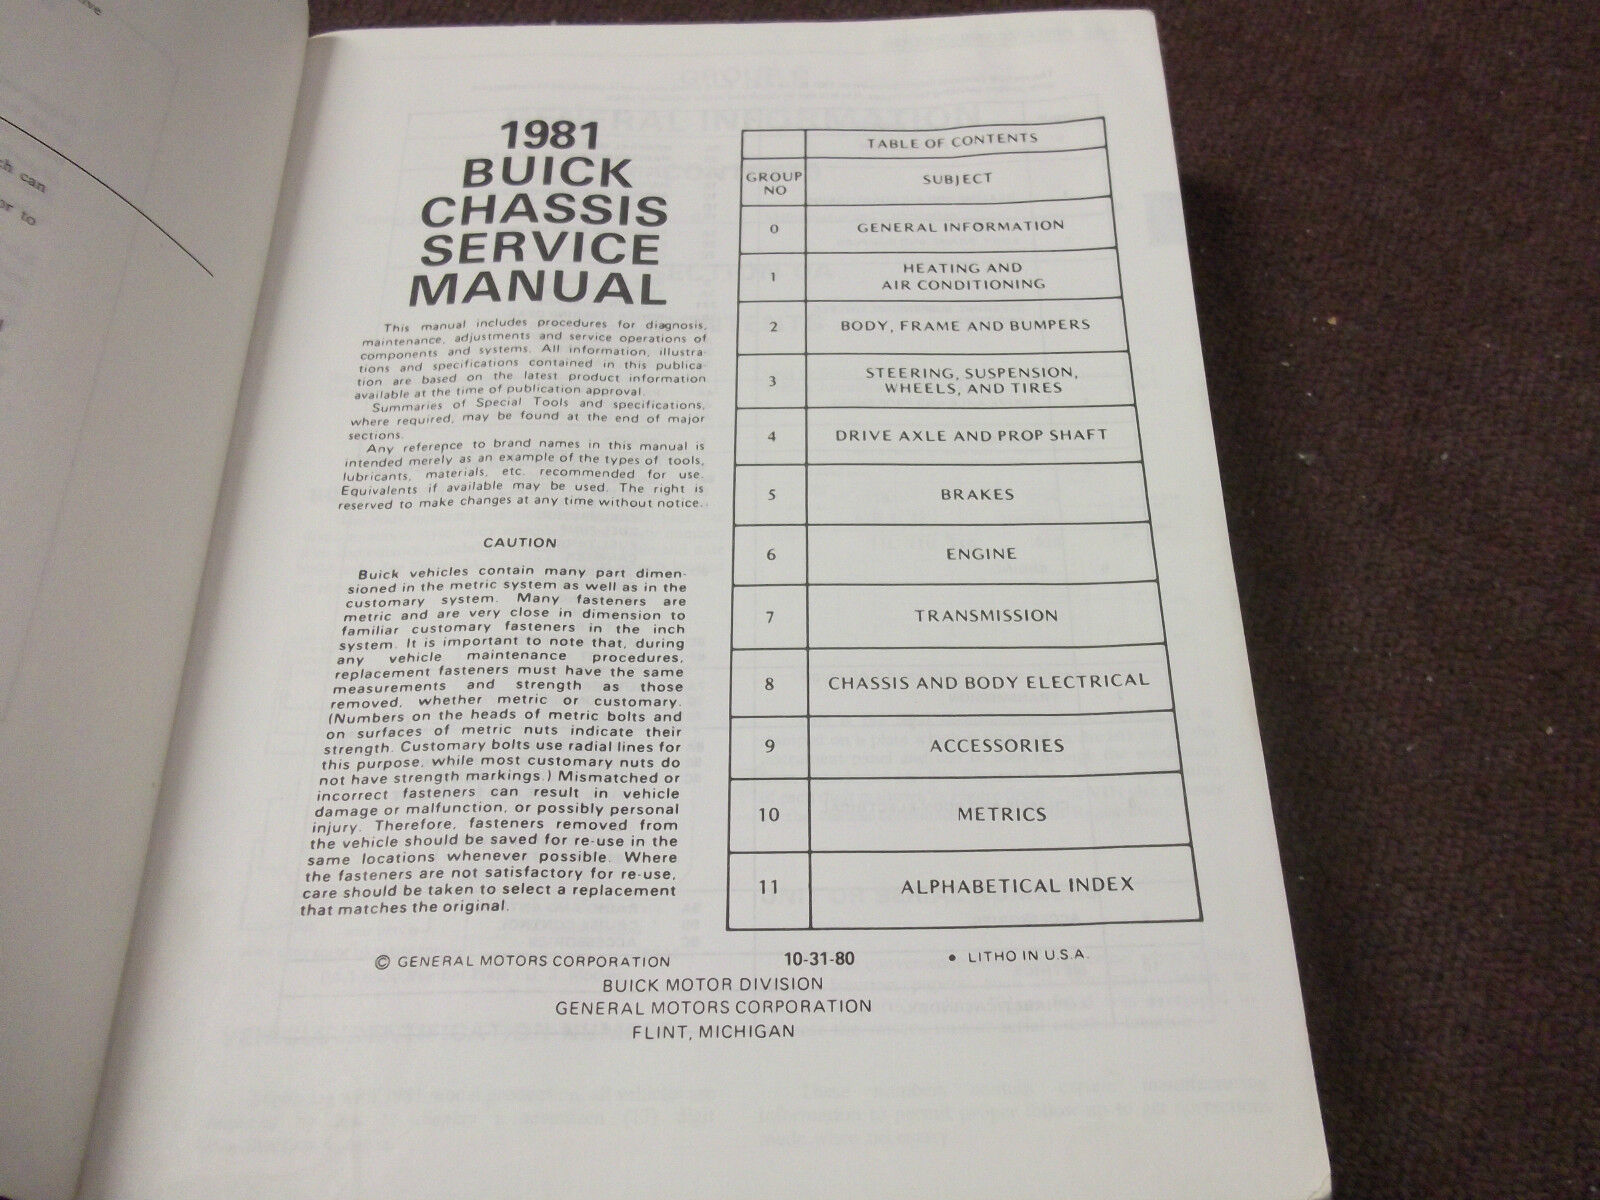 ch can
or to
1981
BUICK
CHASSIS
SERVICE
MANUAL
This manual includes procedures for diagnosis,
maintenance, adjustments and service operations of
components and systems. All information, illustra-
tions and specifications contained in this publica-
tion are based on the latest product information
available at the time of publication approval.
Summaries of Special Tools and specifications,
where required, may be found at the end of major
sections.
Any reference to brand names in this manual is
intended merely as an example of the types of tools,
lubricants, materials, etc. recommended for use.
Equivalents if available may be used. The right is
reserved to make changes at any time without notice.
CAUTION
Buick vehicles contain many part dimen-
sioned in the metric system as well as in the
customary system. Many fasteners are
metric and are very close in dimension to
familiar customary fasteners in the inch
system. It is important to note that, during
any vehicle maintenance procedures,
replacement fasteners must have the same
measurements and strength as those
removed, whether metric or customary.
(Numbers on the heads of metric bolts and
on surfaces of metric nuts indicate their
strength. Customary bolts use radial lines for
this purpose, while most customary nuts do
not have strength markings.) Mismatched or
incorrect fasteners can result in vehicle
damage or malfunction, or possibly personal
injury. Therefore, fasteners removed from
the vehicle should be saved for re-use in the
same locations whenever possible. Where
the fasteners are not satisfactory for re-use,
care should be taken to select a replacement
that matches the original.
TABLE OF CONTENTS
GROUP NO SUBJECT
0 GENERAL INFORMATION
1 HEATING AND
AIR CONDITIONING
2 BODY, FRAME AND BUMPERS
3 STEERING, SUSPENSION,
WHEELS, AND TIRES
4 DRIVE AXLE AND PROP SHAFT
5 BRAKES
6 ENGINE
7 TRANSMISSION
8 CHASSIS AND BODY ELECTRICAL
9 ACCESSORIES
10 METRICS
11 ALPHABETICAL INDEX
© GENERAL MOTORS CORPORATION 10-31-80 • LITHO IN U.S.A.
BUICK MOTOR DIVISION
GENERAL MOTORS CORPORATION
FLINT, MICHIGAN